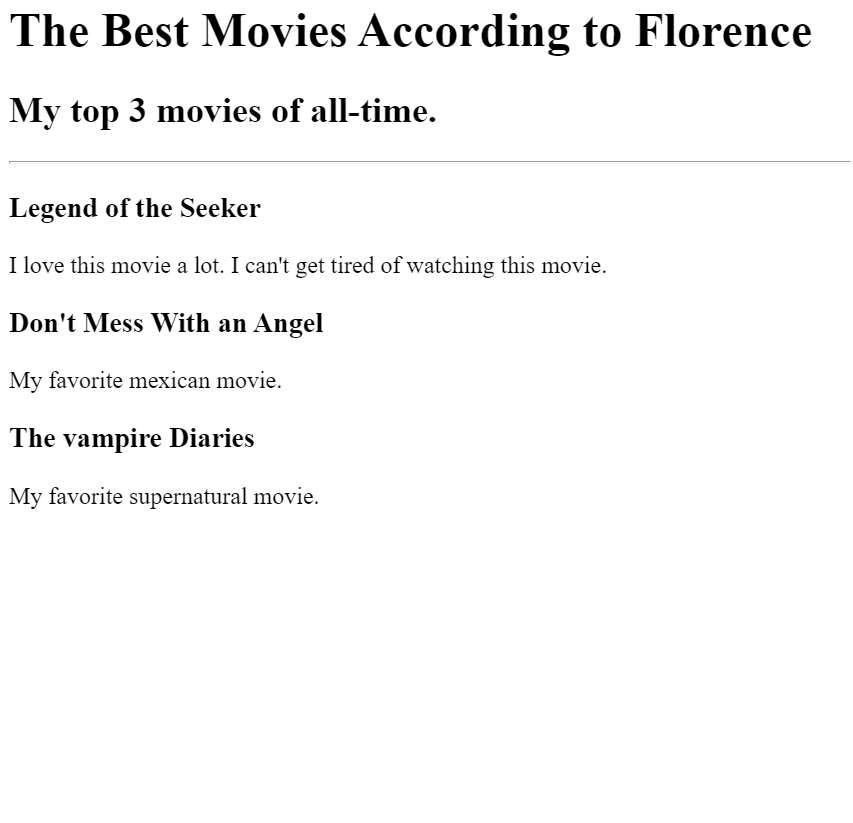 The Best Movies According to Florence
My top 3 movies of all-time.
Legend of the Seeker
I love this movie a lot. I can't get tired of watching this movie.
Don't Mess With an Angel
My favorite mexican movie.
The vampire Diaries
My favorite supernatural movie.